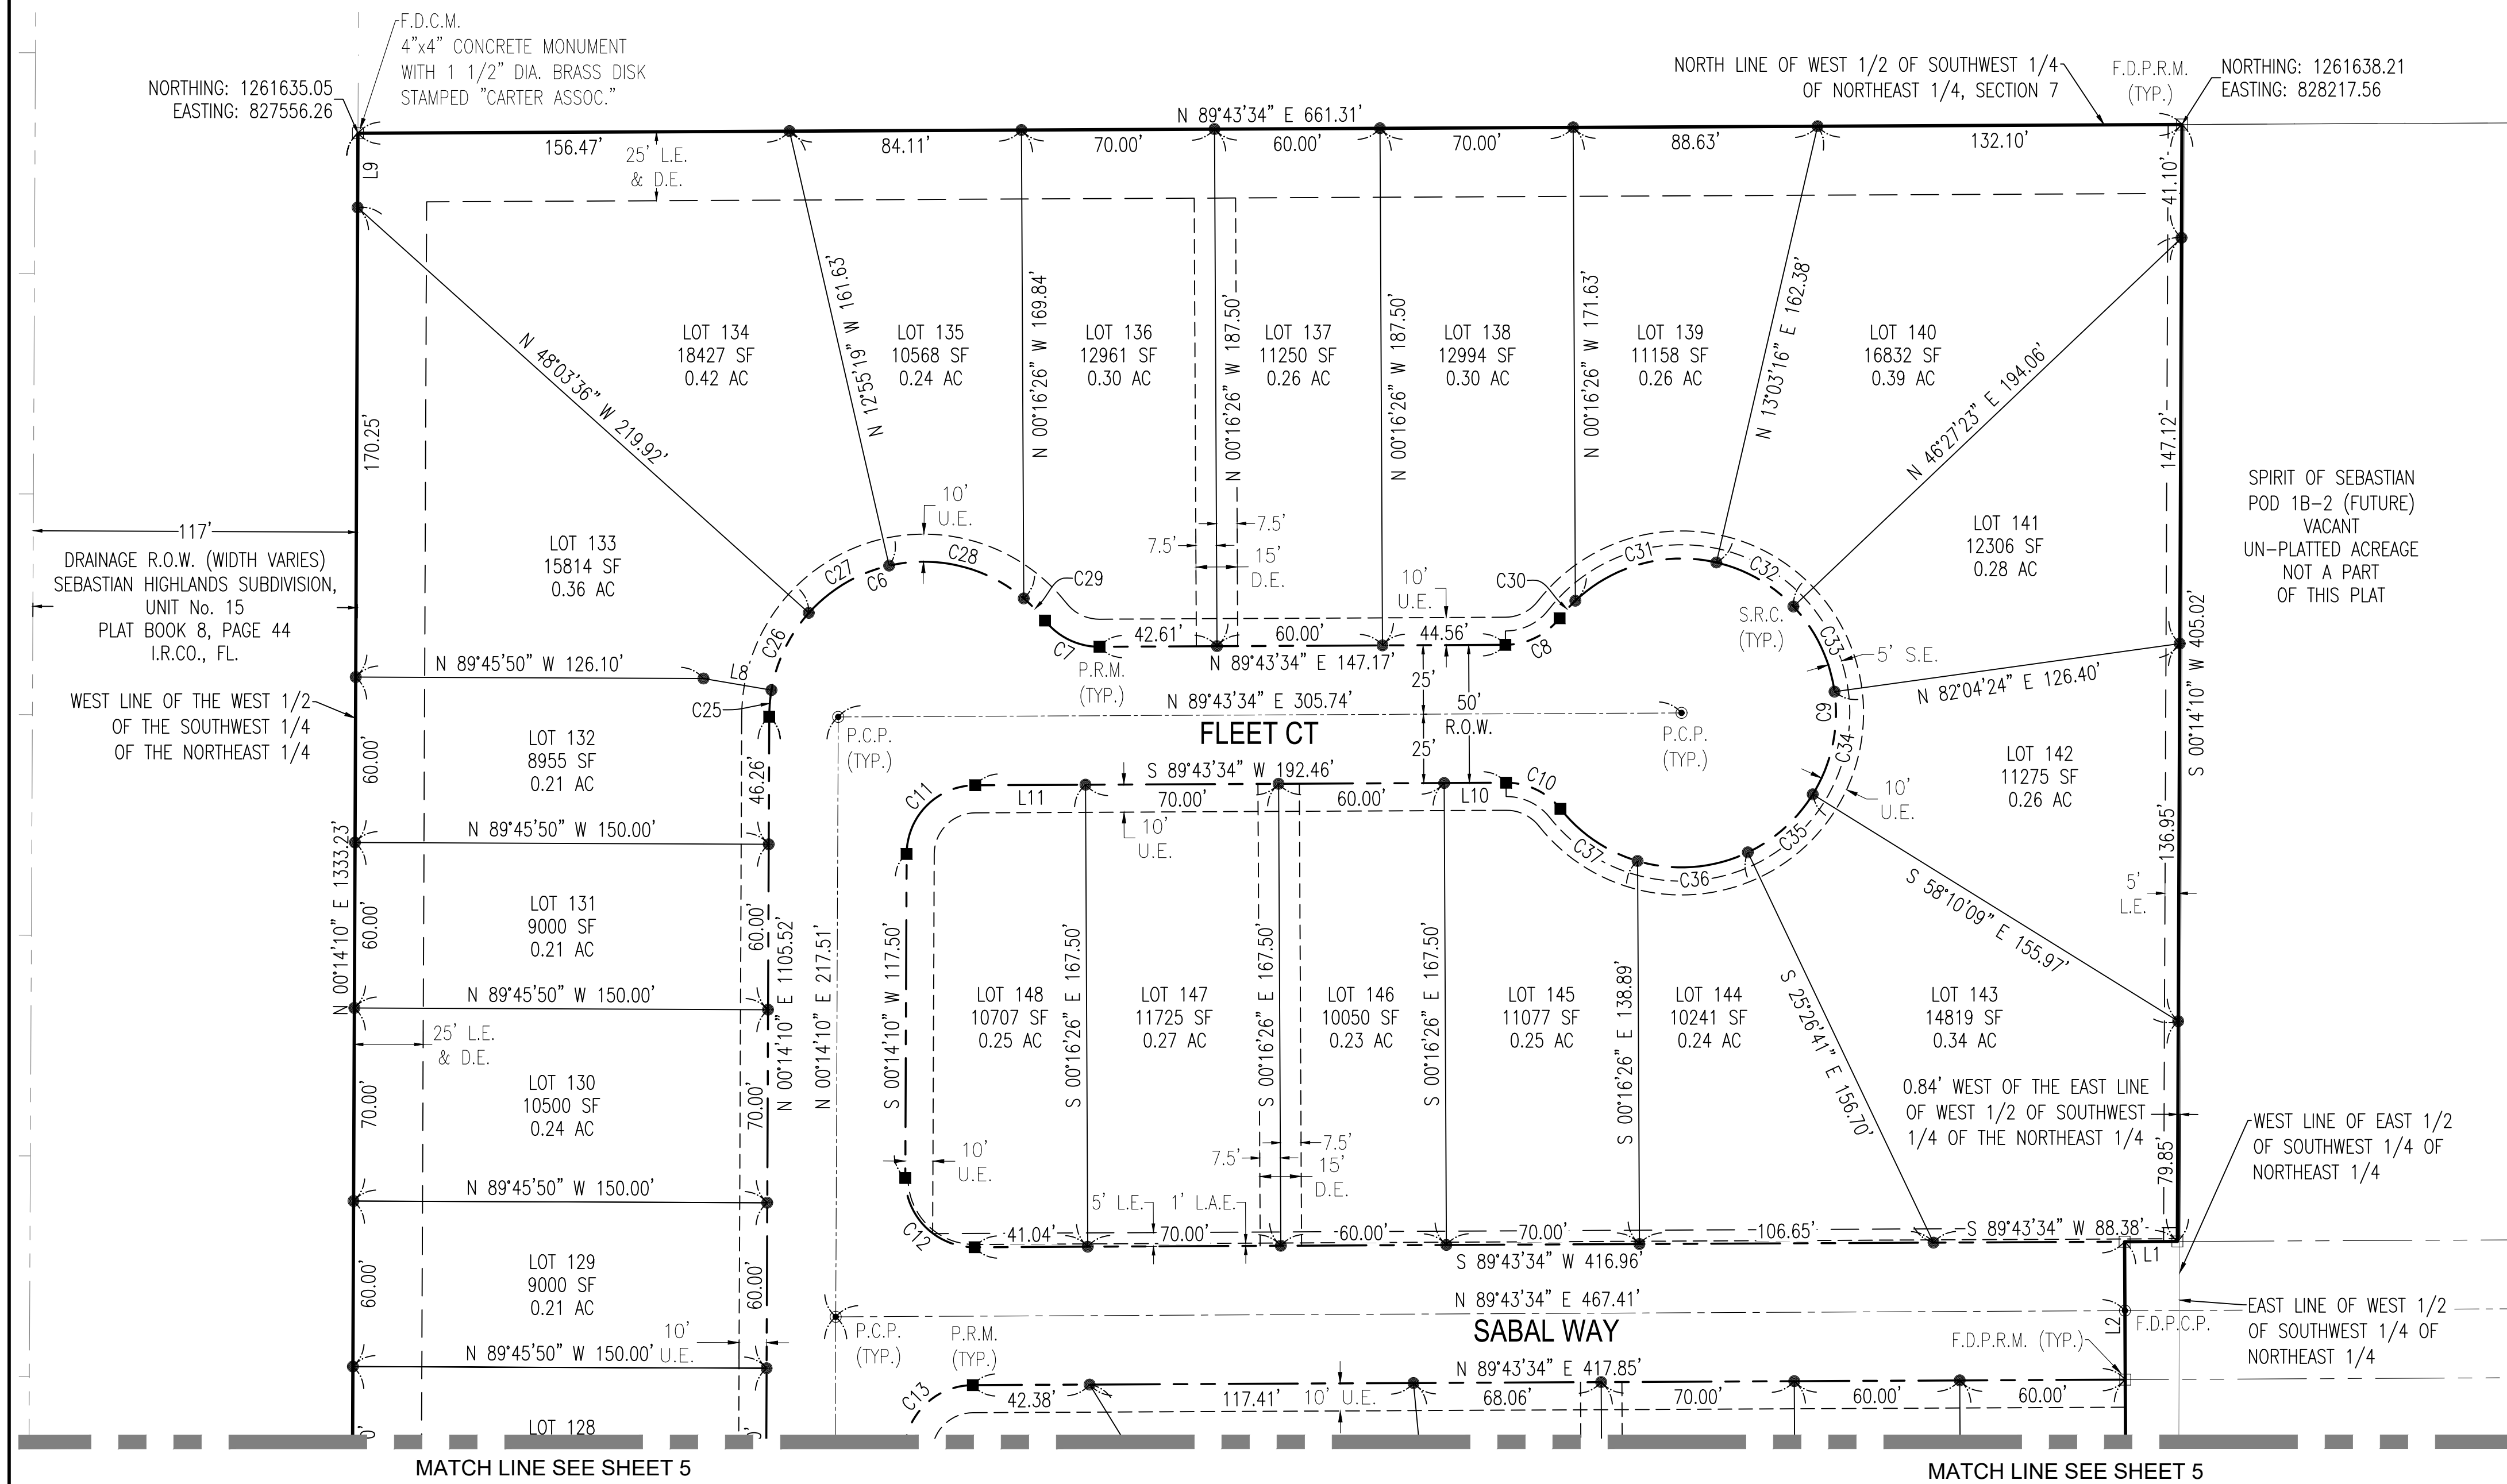 F.D.C.M.
4"x4" CONCRETE MONUMENT
WITH 1 1/2" DIA. BRASS DISK
STAMPED "CARTER ASSOC."
NORTHING: 1261635.05
EASTING: 827556.26
NORTH LINE OF WEST 1/2 OF SOUTHWEST 1/4
OF NORTHEAST 1/4, SECTION 7
F.D.P.R.M.
(TYP.)
NORTHING: 1261638.21
EASTING: 828217.56
N 89°43'34" E 661.31'
156.47'
84.11'
70.00'
60.00'
70.00'
88.63'
132.10'
25' L.E.
& D.E.
L9
41.10'
170.25'
N 48°03'36" W 219.92'
N 12°55'19" W 161.63'
N 00°16'26" W 169.84'
N 00°16'26" W 187.50'
N 00°16'26" W 187.50'
N 00°16'26" W 171.63'
N 13°03'16" E 162.38'
N 46°27'23" E 194.06'
147.12'
LOT 134
18427 SF
0.42 AC
LOT 135
10568 SF
0.24 AC
LOT 136
12961 SF
0.30 AC
LOT 137
11250 SF
0.26 AC
LOT 138
12994 SF
0.30 AC
LOT 139
11158 SF
0.26 AC
LOT 140
16832 SF
0.39 AC
LOT 141
12306 SF
0.28 AC
SPIRIT OF SEBASTIAN
POD 1B-2 (FUTURE)
VACANT
UN-PLATTED ACREAGE
NOT A PART
OF THIS PLAT
117'
DRAINAGE R.O.W. (WIDTH VARIES)
SEBASTIAN HIGHLANDS SUBDIVISION,
UNIT No. 15
PLAT BOOK 8, PAGE 44
I.R.CO., FL.
LOT 133
15814 SF
0.36 AC
10'
U.E.
C27
C6
C28
C29
C26
C7
7.5'
7.5'
15'
D.E.
10'
U.E.
C30
C31
C32
C8
S.R.C.
(TYP.)
C33
5' S.E.
42.61'
60.00'
44.56'
N 89°43'34" E 147.17'
P.R.M.
(TYP.)
N 89°45'50" W 126.10'
L8
C25
WEST LINE OF THE WEST 1/2
OF THE SOUTHWEST 1/4
OF THE NORTHEAST 1/4
N 82°04'24" E 126.40'
S 00°14'10" W 405.02'
N 89°43'34" E 305.74'
25'
50'
R.O.W.
25'
FLEET CT
P.C.P.
(TYP.)
P.C.P.
(TYP.)
C9
C34
10'
U.E.
LOT 132
8955 SF
0.21 AC
60.00'
46.26'
LOT 142
11275 SF
0.26 AC
S 89°43'34" W 192.46'
C11
L11
70.00'
60.00'
L10
C10
10'
U.E.
C37
C36
C35
136.95'
S 58°10'09" E 155.97'
5'
L.E.
N 89°45'50" W 150.00'
N 00°14'10" E 1333.23'
LOT 131
9000 SF
0.21 AC
60.00'
60.00'
N 00°14'10" E 1105.52'
N 00°14'10" E 217.51'
S 00°14'10" W 117.50'
S 00°16'26" E 167.50'
S 00°16'26" E 167.50'
S 00°16'26" E 167.50'
S 00°16'26" E 138.89'
S 25°26'41" E 156.70'
N 89°45'50" W 150.00'
25' L.E.
& D.E.
LOT 148
10707 SF
0.25 AC
LOT 147
11725 SF
0.27 AC
LOT 146
10050 SF
0.23 AC
LOT 145
11077 SF
0.25 AC
LOT 144
10241 SF
0.24 AC
LOT 143
14819 SF
0.34 AC
LOT 130
10500 SF
0.24 AC
70.00'
70.00'
0.84' WEST OF THE EAST LINE
OF WEST 1/2 OF SOUTHWEST
1/4 OF THE NORTHEAST 1/4
WEST LINE OF EAST 1/2
OF SOUTHWEST 1/4 OF
NORTHEAST 1/4
79.85'
10'
U.E.
7.5'
7.5'
15'
D.E.
N 89°45'50" W 150.00'
5' L.E.
1' L.A.E.
C12
41.04'
70.00'
60.00'
70.00'
106.65'
S 89°43'34" W 88.38'
S 89°43'34" W 416.96'
L1
LOT 129
9000 SF
0.21 AC
60.00'
60.00'
N 89°43'34" E 467.41'
SABAL WAY
P.C.P.
(TYP.)
P.R.M.
(TYP.)
L2
F.D.P.C.P.
F.D.P.R.M. (TYP.)
EAST LINE OF WEST 1/2
OF SOUTHWEST 1/4 OF
NORTHEAST 1/4
10'
U.E.
N 89°45'50" W 150.00'
N 89°43'34" E 417.85'
C13
42.38'
117.41'
10' U.E.
68.06'
70.00'
60.00'
60.00'
LOT 128
MATCH LINE SEE SHEET 5
MATCH LINE SEE SHEET 5